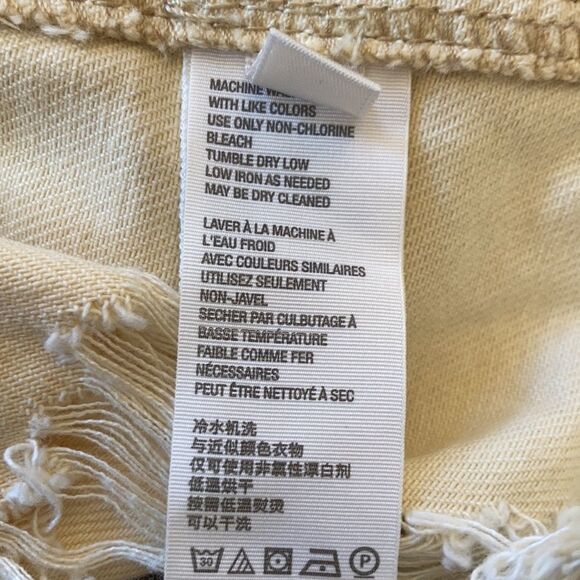 MACHINE
WITH LIKE COLORS
USE ONLY NON-CHLORINE
BLEACH
TUMBLE DRY LOW
LOW IRON AS NEEDED
MAY BE DRY CLEANED
LAVER À LA MACHINE À
L'EAU FROID
AVEC COULEURS SIMILAIRES
UTILISEZ SEULEMENT
NON-JAVEL
SECHER PAR CULBUTAGE À
BASSE TEMPÉRATURE
FAIBLE COMME FER
NÉCESSAIRES
PEUT ÊTRE NETTOYÉ À SEC
冷水机洗
与近似顏色衣物
仅可使用非氯性漂白剂
低温烘干
按需低温熨烫
可以干洗
30 P